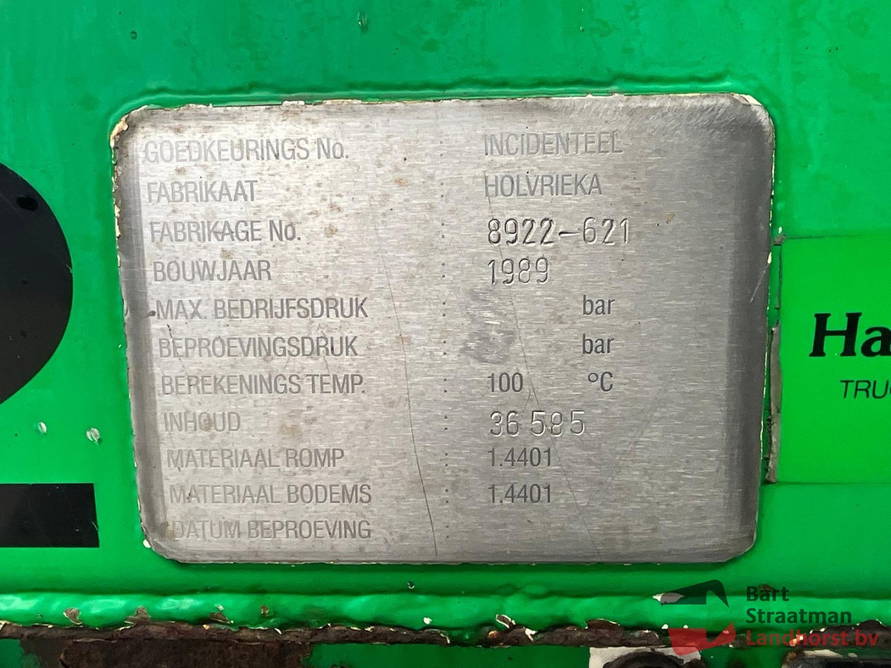 GOEDKEURINGS No. : INCIDENTEEL
FABRIKAAT : HOLVRIEKA
FABRIKAGE No. : 8922-621
BOUWJAAR : 1989
MAX. BEDRIJFSDRUK : bar
BEPROEVINGSDRUK : bar
BEREKENINGS TEMP. : 100 °C
INHOUD : 36 585
MATERIAAL ROMP : 1.4401
MATERIAAL BODEMS : 1.4401
DATUM BEPROEVING :
Ha
TRU
Bart
Straatman
Landhorst bv